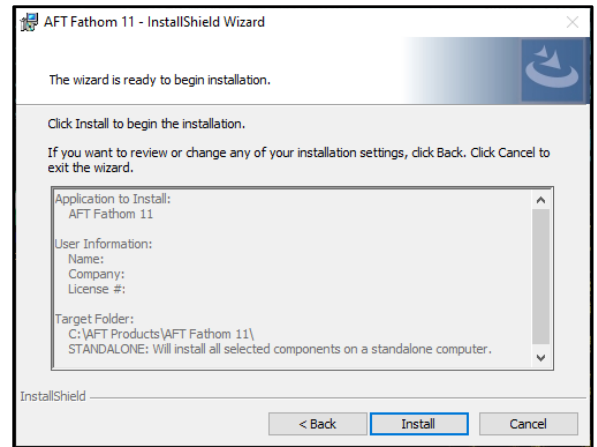 AFT Fathom 11 - InstallShield Wizard
The wizard is ready to begin installation.
Click Install to begin the installation.
If you want to review or change any of your installation settings, click Back. Click Cancel to
exit the wizard.
Application to Install:
AFT Fathom 11
User Information:
Name:
Company:
License #:
Target Folder:
C:\AFT Products\AFT Fathom 11\
STANDALONE: Will install all selected components on a standalone computer.
InstallShield
< Back
Install
Cancel